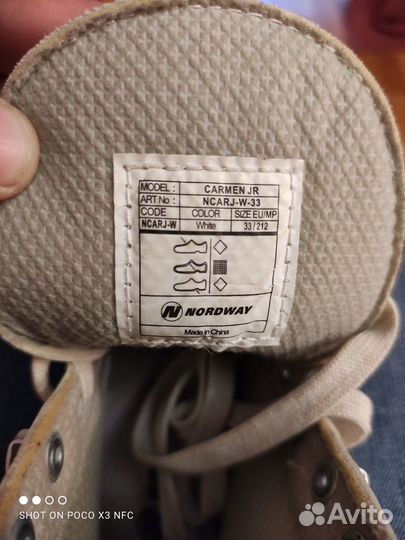 MODEL : CARMEN JR
ART No : NCARJ-W-33
CODE COLOR SIZE EU/MP
NCARJ-W White 33 / 212
NORDWAY
Made in China
SHOT ON POCO X3 NFC
Avito